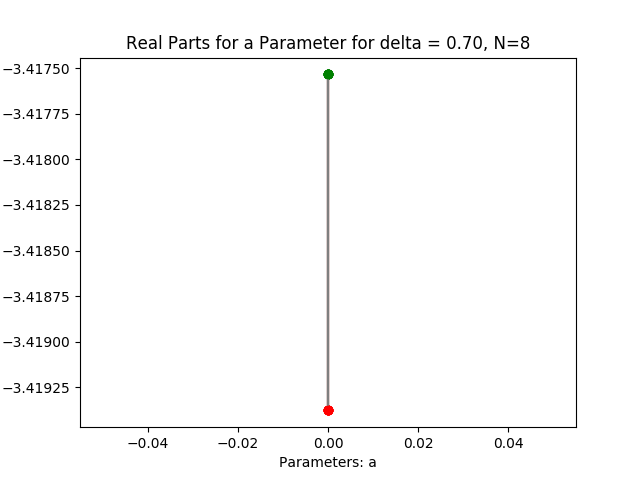 Real Parts for a Parameter for delta = 0.70, N=8
−3.41750
−3.41775
−3.41800
−3.41825
−3.41850
−3.41875
−3.41900
−3.41925
−0.04 −0.02 0.00 0.02 0.04
Parameters: a